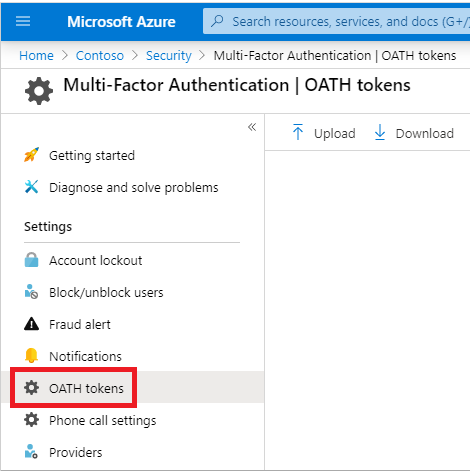 Microsoft Azure
Search resources, services, and docs (G+/)
Home > Contoso > Security > Multi-Factor Authentication | OATH tokens
Multi-Factor Authentication | OATH tokens
«
Upload Download
Getting started
Diagnose and solve problems
Settings
Account lockout
Block/unblock users
Fraud alert
Notifications
OATH tokens
Phone call settings
Providers